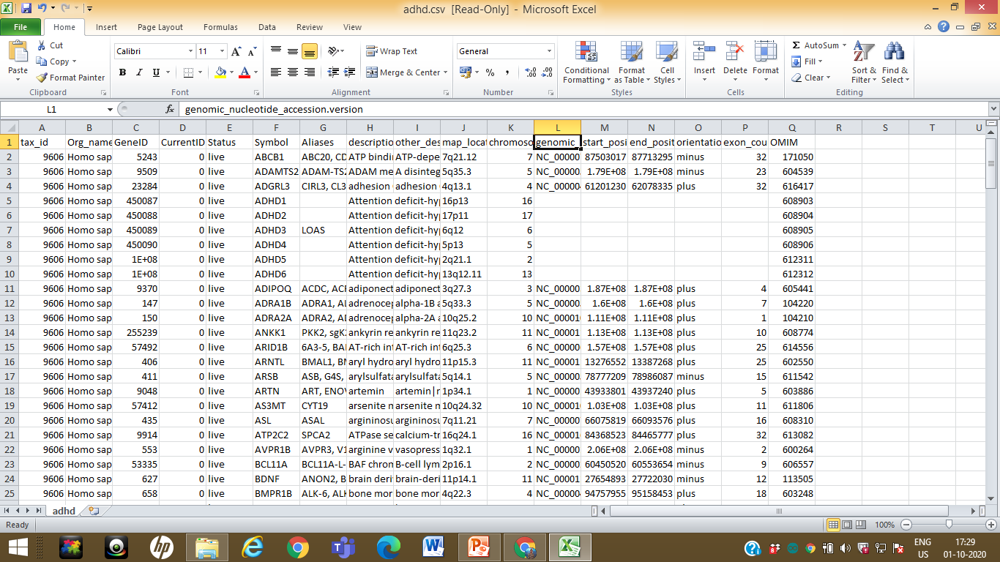 adhd.csv [Read-Only] - Microsoft Excel
File Home Insert Page Layout Formulas Data Review View
Paste Cut Copy Format Painter Clipboard
Calibri 11 B I U Font
Wrap Text Merge & Center Alignment
General % , Number
Conditional Formatting Format as Table Cell Styles Styles
Insert Delete Format Cells
AutoSum Fill Clear Sort & Filter Find & Select Editing
L1 fx genomic_nucleotide_accession.version
A B C D E F G H I J K L M N O P Q R S T U
1 tax_id Org_name GeneID CurrentID Status Symbol Aliases descriptio other_des map_locat chromoso genomic_ start_posi end_posit orientatio exon_cou OMIM
2 9606 Homo sap 5243 0 live ABCB1 ABC20, CD ATP bindi ATP-depe 7q21.12 7 NC_00000 87503017 87713295 minus 32 171050
3 9606 Homo sap 9509 0 live ADAMTS2 ADAM-TS2 ADAM me A disinteg 5q35.3 5 NC_00000 1.79E+08 1.79E+08 minus 23 604539
4 9606 Homo sap 23284 0 live ADGRL3 CIRL3, CL3 adhesion adhesion 4q13.1 4 NC_00000 61201230 62078335 plus 32 616417
5 9606 Homo sap 450087 0 live ADHD1 Attention deficit-hyp 16p13 16 608903
6 9606 Homo sap 450088 0 live ADHD2 Attention deficit-hyp 17p11 17 608904
7 9606 Homo sap 450089 0 live ADHD3 LOAS Attention deficit-hyp 6q12 6 608905
8 9606 Homo sap 450090 0 live ADHD4 Attention deficit-hyp 5p13 5 608906
9 9606 Homo sap 1E+08 0 live ADHD5 Attention deficit-hyp 2q21.1 2 612311
10 9606 Homo sap 1E+08 0 live ADHD6 Attention deficit-hyp 13q12.11 13 612312
11 9606 Homo sap 9370 0 live ADIPOQ ACDC, ACR adiponect adiponect 3q27.3 3 NC_00000 1.87E+08 1.87E+08 plus 4 605441
12 9606 Homo sap 147 0 live ADRA1B ADRA1, AL adrenocep alpha-1B a 5q33.3 5 NC_00000 1.6E+08 1.6E+08 plus 7 104220
13 9606 Homo sap 150 0 live ADRA2A ADRA2, AD adrenocep alpha-2A a 10q25.2 10 NC_00001 1.11E+08 1.11E+08 plus 1 104210
14 9606 Homo sap 255239 0 live ANKK1 PKK2, sgK ankyrin re ankyrin re 11q23.2 11 NC_00001 1.13E+08 1.13E+08 plus 10 608774
15 9606 Homo sap 57492 0 live ARID1B 6A3-5, BAI AT-rich int AT-rich int 6q25.3 6 NC_00000 1.57E+08 1.57E+08 plus 25 614556
16 9606 Homo sap 406 0 live ARNTL BMAL1, BM aryl hydro aryl hydro 11p15.3 11 NC_00001 13276552 13387268 plus 25 602550
17 9606 Homo sap 411 0 live ARSB ASB, G4S, arylsulfata arylsulfata 5q14.1 5 NC_00000 78777209 78986087 minus 15 611542
18 9606 Homo sap 9048 0 live ARTN ART, ENOV artemin artemin|n 1p34.1 1 NC_00000 43933801 43937240 plus 5 603886
19 9606 Homo sap 57412 0 live AS3MT CYT19 arsenite m arsenite m 10q24.32 10 NC_00001 1.03E+08 1.03E+08 plus 11 611806
20 9606 Homo sap 435 0 live ASL ASAL argininosu argininosu 7q11.21 7 NC_00000 66075819 66093576 plus 16 608310
21 9606 Homo sap 9914 0 live ATP2C2 SPCA2 ATPase se calcium-tr 16q24.1 16 NC_00001 84368523 84465777 plus 32 613082
22 9606 Homo sap 553 0 live AVPR1B AVPR3, V1 arginine v vasopress 1q32.1 1 NC_00000 2.06E+08 2.06E+08 minus 2 600264
23 9606 Homo sap 53335 0 live BCL11A BCL11A-L- BAF chrom B-cell lym 2p16.1 2 NC_00000 60450520 60553654 minus 9 606557
24 9606 Homo sap 627 0 live BDNF ANON2, B brain deri brain-deri 11p14.1 11 NC_00001 27654893 27722030 minus 12 113505
25 9606 Homo sap 658 0 live BMPR1B ALK-6, ALK bone mor bone mor 4q22.3 4 NC_00000 94757955 95158453 plus 18 603248
adhd
Ready 100%
ENG 17:29
US 01-10-2020